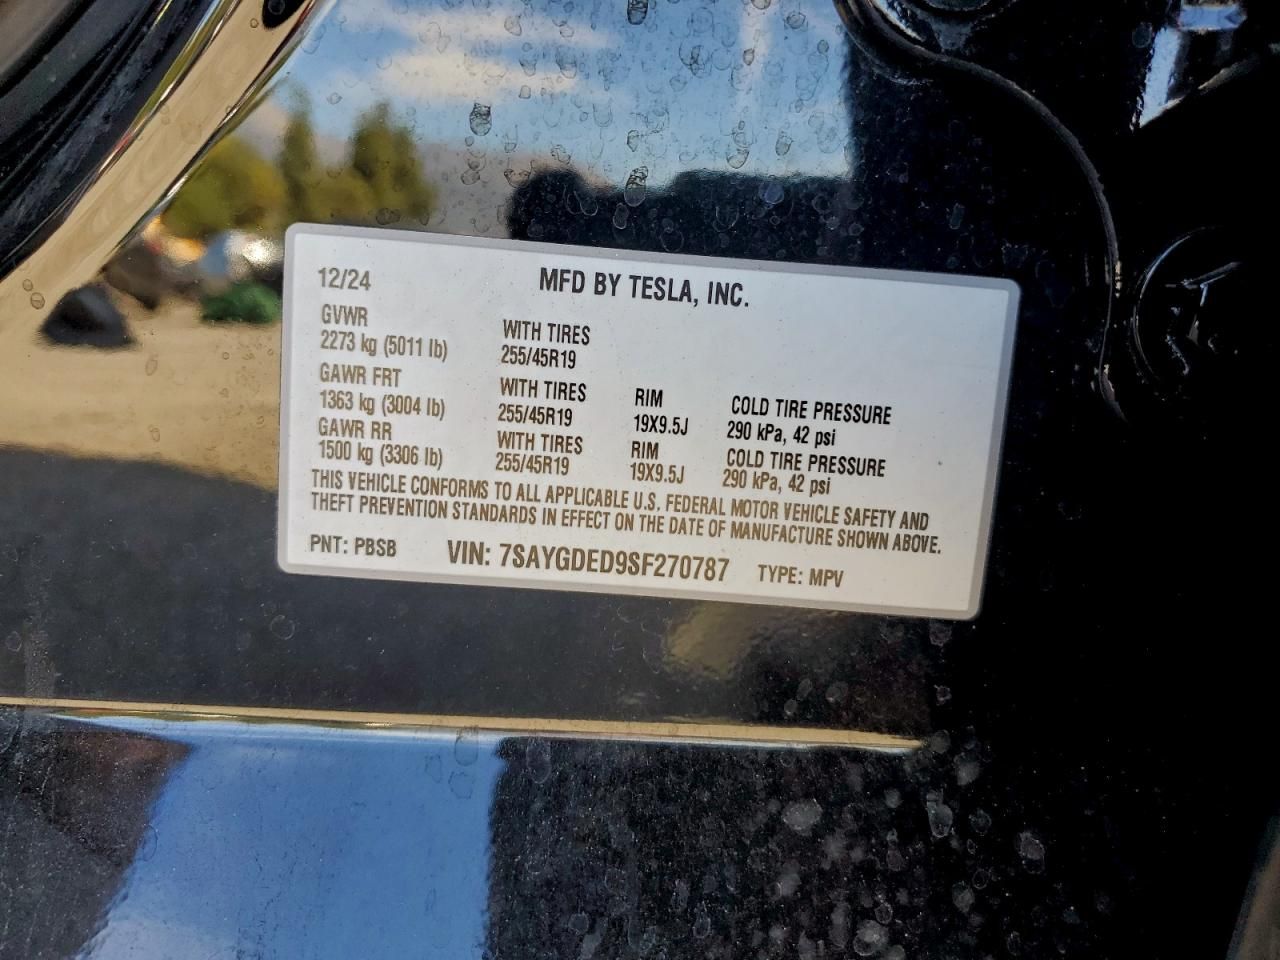 12/24 MFD BY TESLA, INC.
GVWR
2273 kg (5011 lb) WITH TIRES 255/45R19
GAWR FRT
1363 kg (3004 lb) WITH TIRES 255/45R19 RIM 19X9.5J COLD TIRE PRESSURE 290 kPa, 42 psi
GAWR RR
1500 kg (3306 lb) WITH TIRES 255/45R19 RIM 19X9.5J COLD TIRE PRESSURE 290 kPa, 42 psi
THIS VEHICLE CONFORMS TO ALL APPLICABLE U.S. FEDERAL MOTOR VEHICLE SAFETY AND
THEFT PREVENTION STANDARDS IN EFFECT ON THE DATE OF MANUFACTURE SHOWN ABOVE.
PNT: PBSB VIN: 7SAYGDED9SF270787 TYPE: MPV